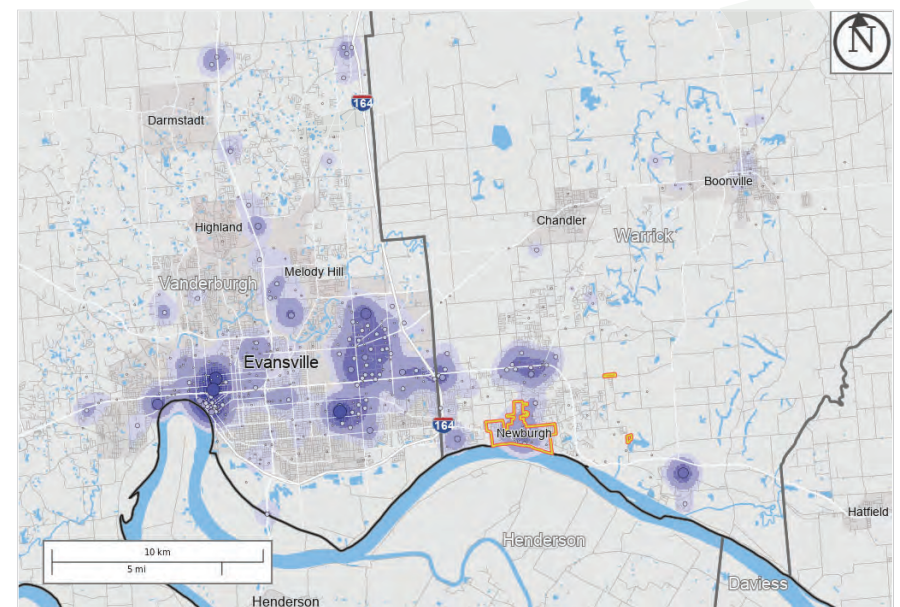 N
164
Darmstadt
Boonville
Chandler
Highland
Warrick
Melody Hill
Vanderburgh
Evansville
164
Newburgh
Hatfield
Henderson
10 km
5 mi
Daviess
Henderson